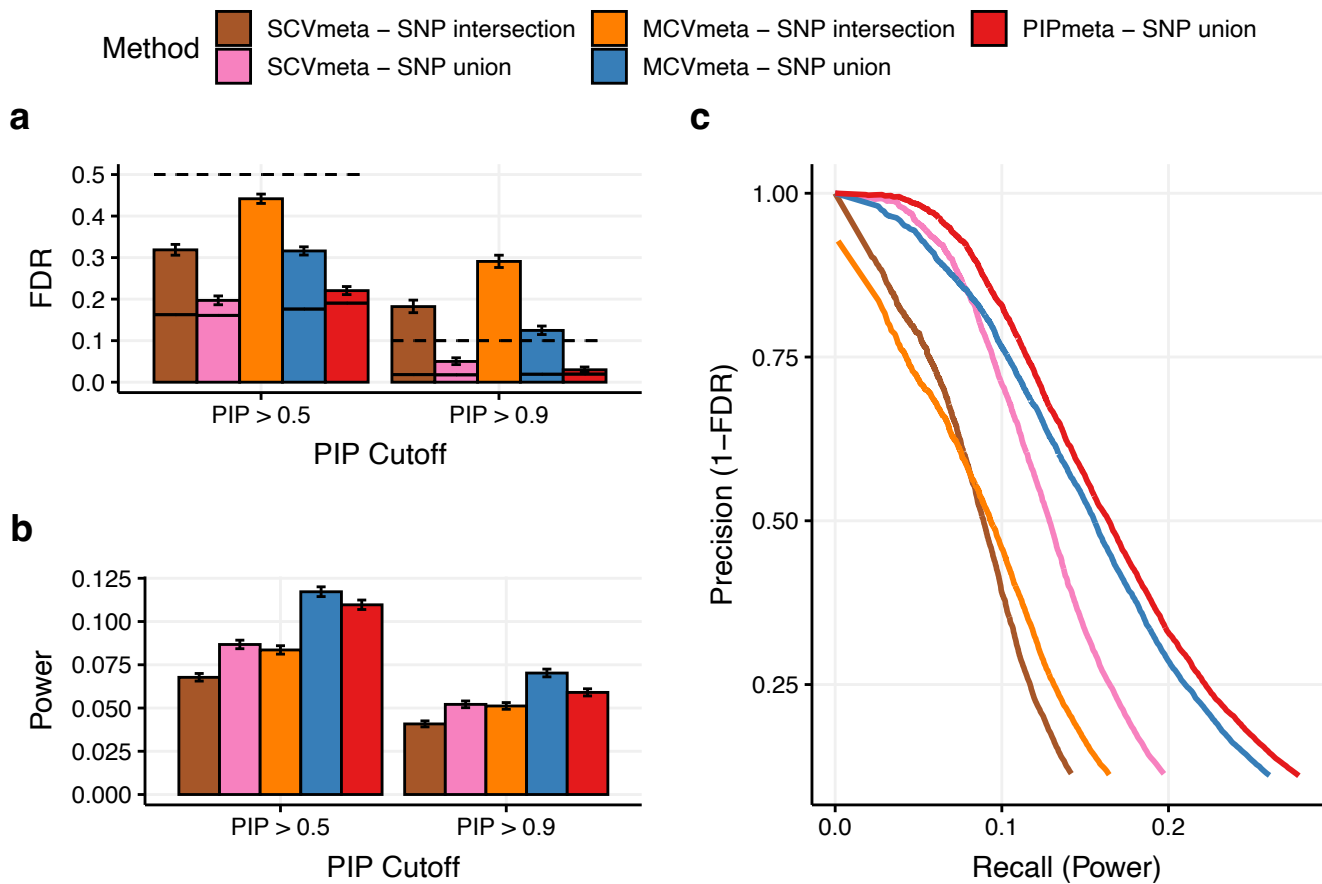 Method
SCVmeta − SNP intersection
MCVmeta − SNP intersection
PIPmeta − SNP union
SCVmeta − SNP union
MCVmeta − SNP union
a
FDR
0.5
0.4
0.3
0.2
0.1
0.0
PIP > 0.5
PIP > 0.9
PIP Cutoff
b
Power
0.125
0.100
0.075
0.050
0.025
0.000
PIP > 0.5
PIP > 0.9
PIP Cutoff
c
Precision (1−FDR)
1.00
0.75
0.50
0.25
0.0
0.1
0.2
Recall (Power)